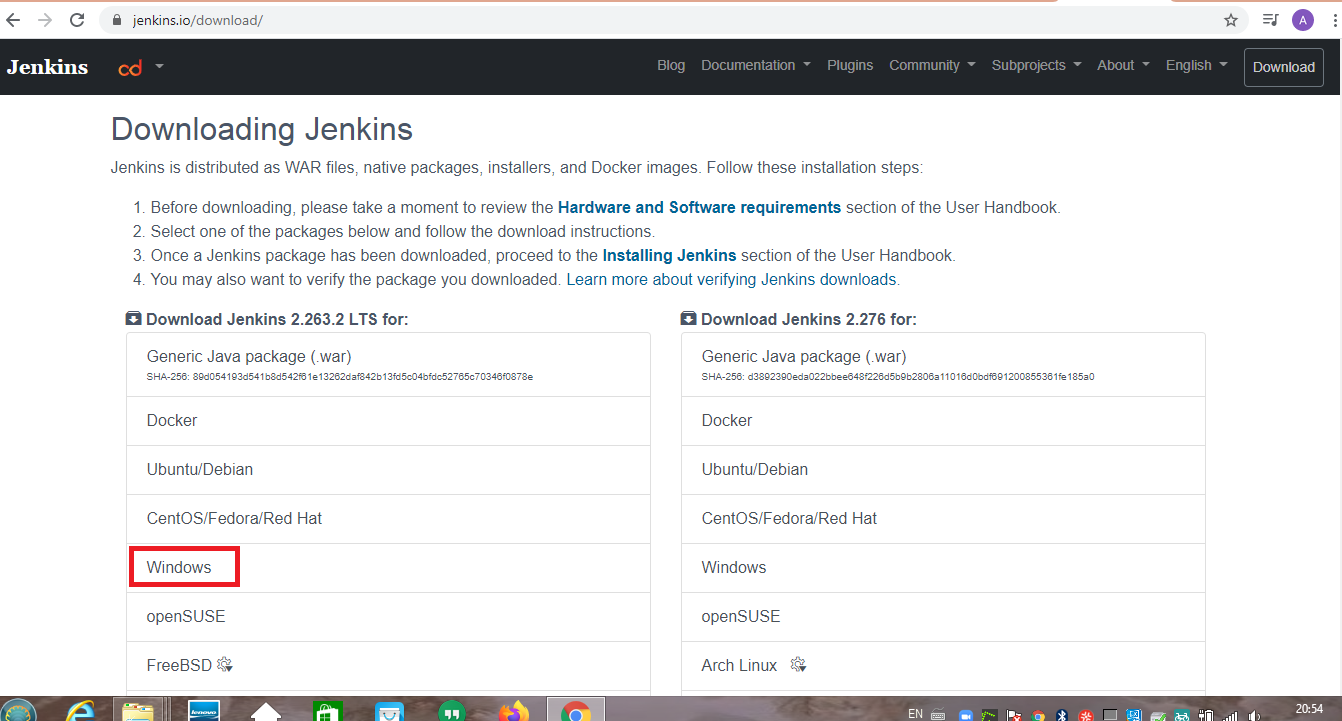 jenkins.io/download/
A
Jenkins
cd
Blog
Documentation
Plugins
Community
Subprojects
About
English
Download
Downloading Jenkins
Jenkins is distributed as WAR files, native packages, installers, and Docker images. Follow these installation steps:
1. Before downloading, please take a moment to review the Hardware and Software requirements section of the User Handbook.
2. Select one of the packages below and follow the download instructions.
3. Once a Jenkins package has been downloaded, proceed to the Installing Jenkins section of the User Handbook.
4. You may also want to verify the package you downloaded. Learn more about verifying Jenkins downloads.
Download Jenkins 2.263.2 LTS for:
Generic Java package (.war)
SHA-256: 89d054193d541b8d542f61e13262daf842b13fd5c04bfdc52765c70346f0878e
Docker
Ubuntu/Debian
CentOS/Fedora/Red Hat
Windows
openSUSE
FreeBSD
Download Jenkins 2.276 for:
Generic Java package (.war)
SHA-256: d3892390eda022bbee648f226d5b9b2806a11016d0bdf691200855361fe185a0
Docker
Ubuntu/Debian
CentOS/Fedora/Red Hat
Windows
openSUSE
Arch Linux
lenovo
EN
20:54